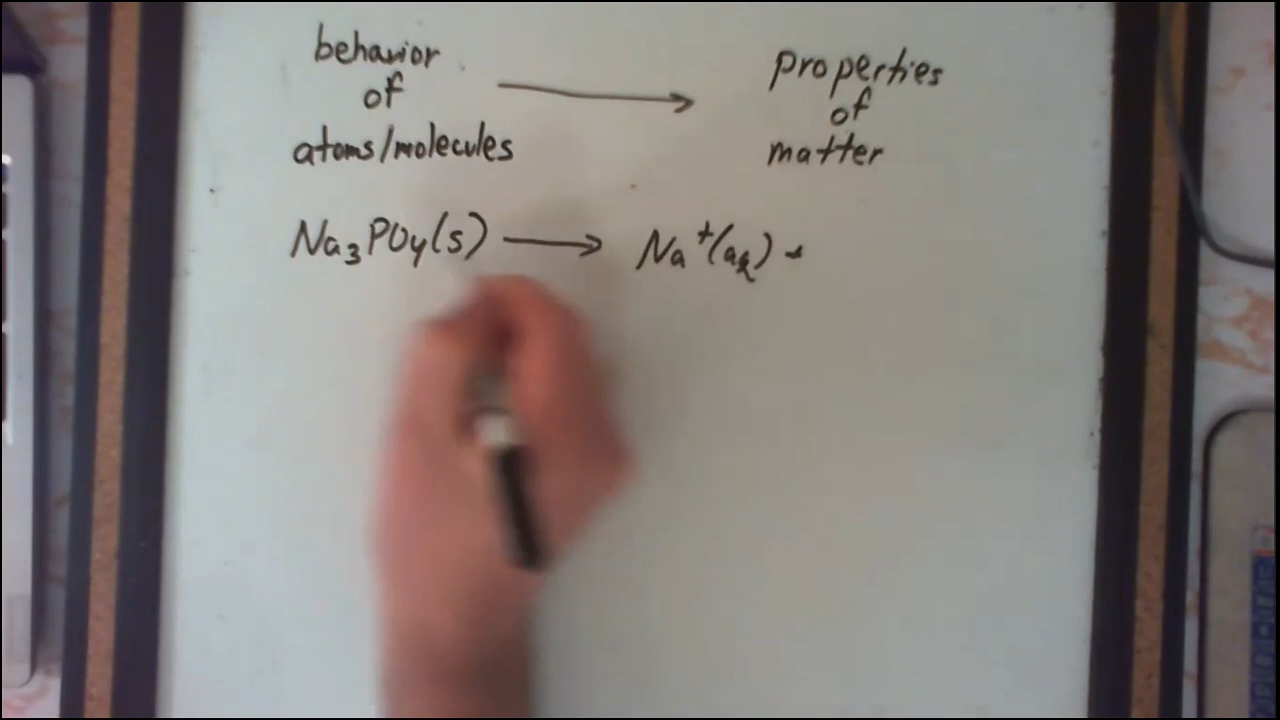 behavior
of
atoms/molecules
properties
of
matter
Na₃PO₄(s) ⟶ Na⁺(aq) +